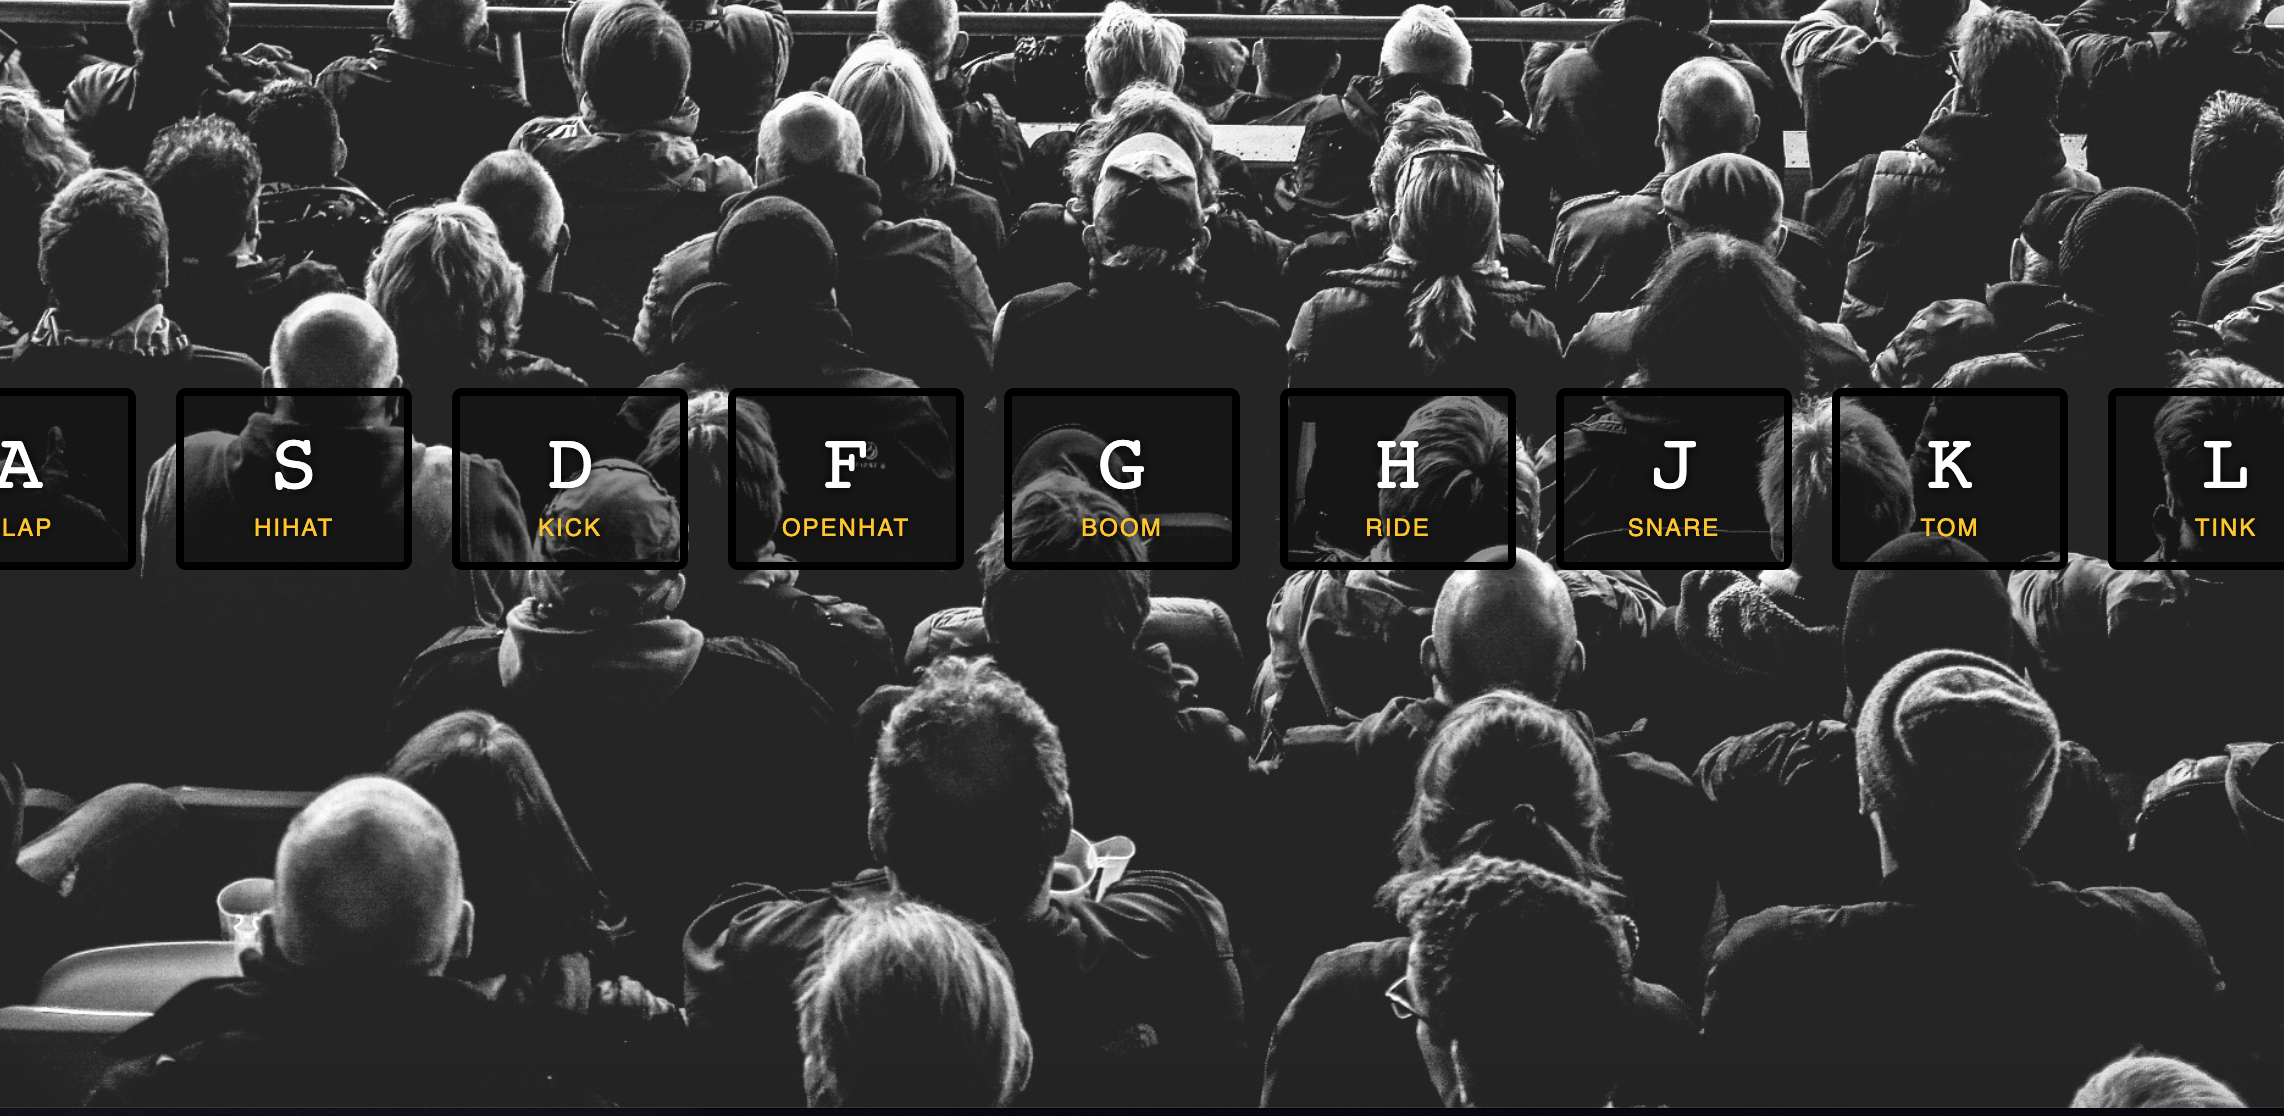 A S D F G H J K L
LAP HIHAT KICK OPENHAT BOOM RIDE SNARE TOM TINK